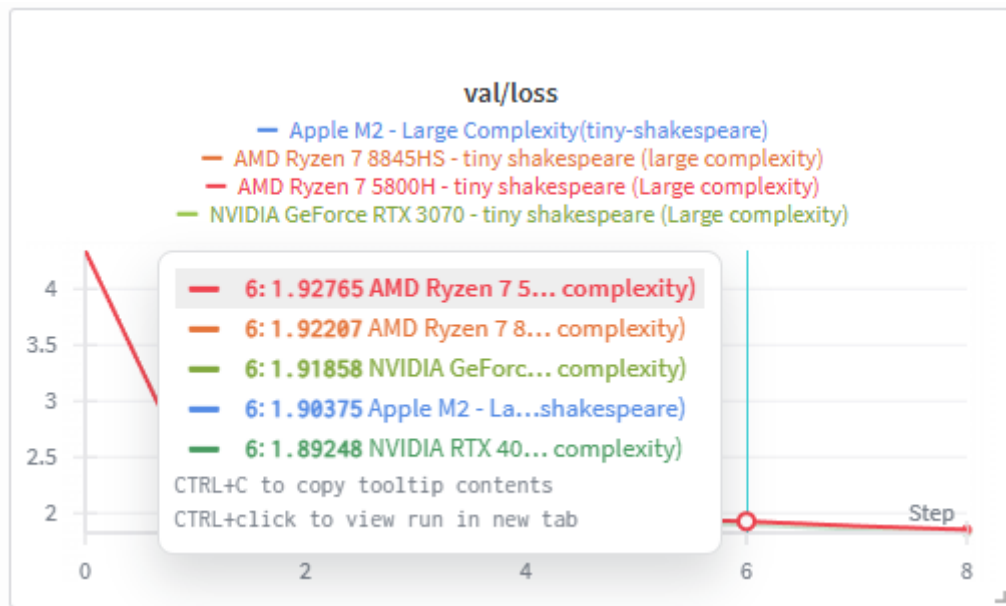 val/loss
Apple M2 - Large Complexity(tiny-shakespeare)
AMD Ryzen 7 8845HS - tiny shakespeare (large complexity)
AMD Ryzen 7 5800H - tiny shakespeare (Large complexity)
NVIDIA GeForce RTX 3070 - tiny shakespeare (Large complexity)
4
3.5
3
2.5
2
6: 1.92765 AMD Ryzen 7 5... complexity)
6: 1.92207 AMD Ryzen 7 8... complexity)
6: 1.91858 NVIDIA GeForc... complexity)
6: 1.90375 Apple M2 - La...shakespeare)
6: 1.89248 NVIDIA RTX 40... complexity)
CTRL+C to copy tooltip contents
CTRL+click to view run in new tab
Step
0 2 4 6 8